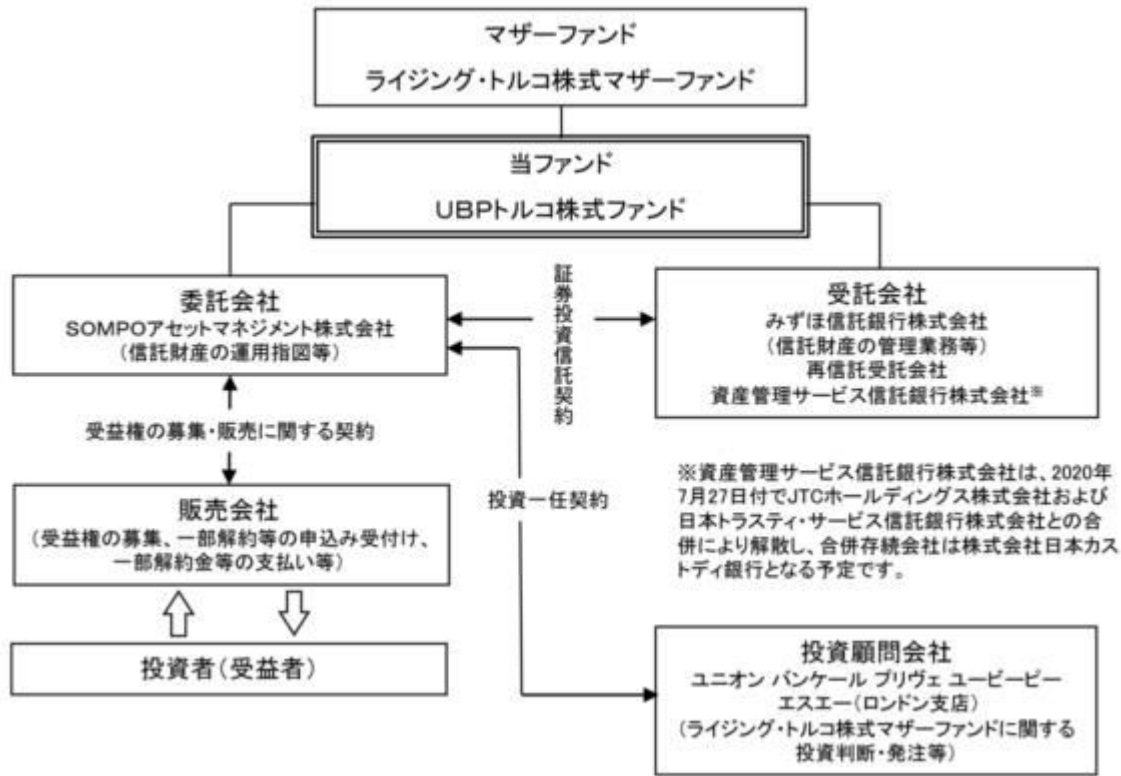 マザーファンド
ライジング・トルコ株式マザーファンド
当ファンド
UBPトルコ株式ファンド
委託会社
SOMPOアセットマネジメント株式会社
(信託財産の運用指図等)
証券投資信託契約
受託会社
みずほ信託銀行株式会社
(信託財産の管理業務等)
再信託受託会社
資産管理サービス信託銀行株式会社※
受益権の募集・販売に関する契約
投資一任契約
※資産管理サービス信託銀行株式会社は、2020年
7月27日付でJTCホールディングス株式会社および
日本トラスティ・サービス信託銀行株式会社との合
併により解散し、合併存続会社は株式会社日本カス
トディ銀行となる予定です。
販売会社
(受益権の募集、一部解約等の申込み受付け、
一部解約金等の支払い等)
投資者(受益者)
投資顧問会社
ユニオン バンケール プリヴェ ユービーピー
エスエー(ロンドン支店)
(ライジング・トルコ株式マザーファンドに関する
投資判断・発注等)